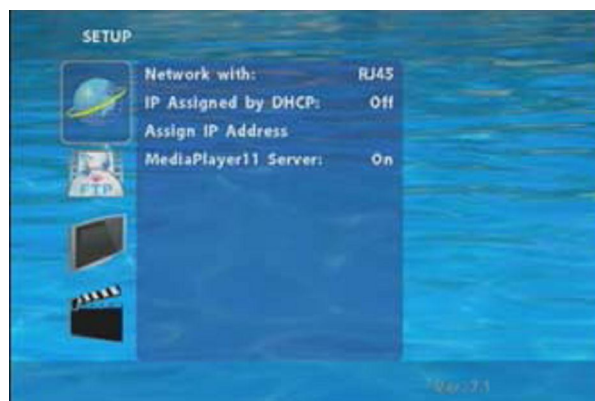 SETUP
Network with: RJ45
IP Assigned by DHCP: Off
Assign IP Address
MediaPlayer11 Server: On
FTP